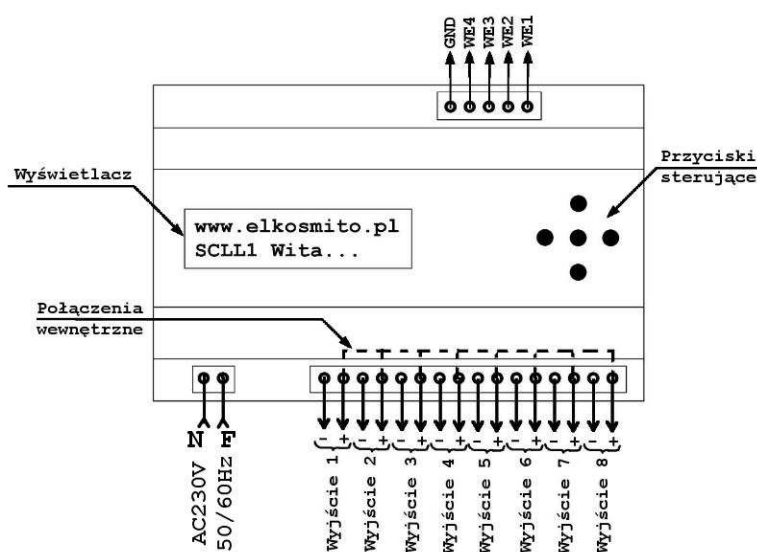 GND
WE4
WE3
WE2
WE1
Wyświetlacz
Przyciski
sterujące
www.elkosmito.pl
SCLL1 Wita...
Połączenia
wewnętrzne
N F
AC230V
50/60Hz
- + - + - + - + - + - + - + - +
Wyjście 1
Wyjście 2
Wyjście 3
Wyjście 4
Wyjście 5
Wyjście 6
Wyjście 7
Wyjście 8